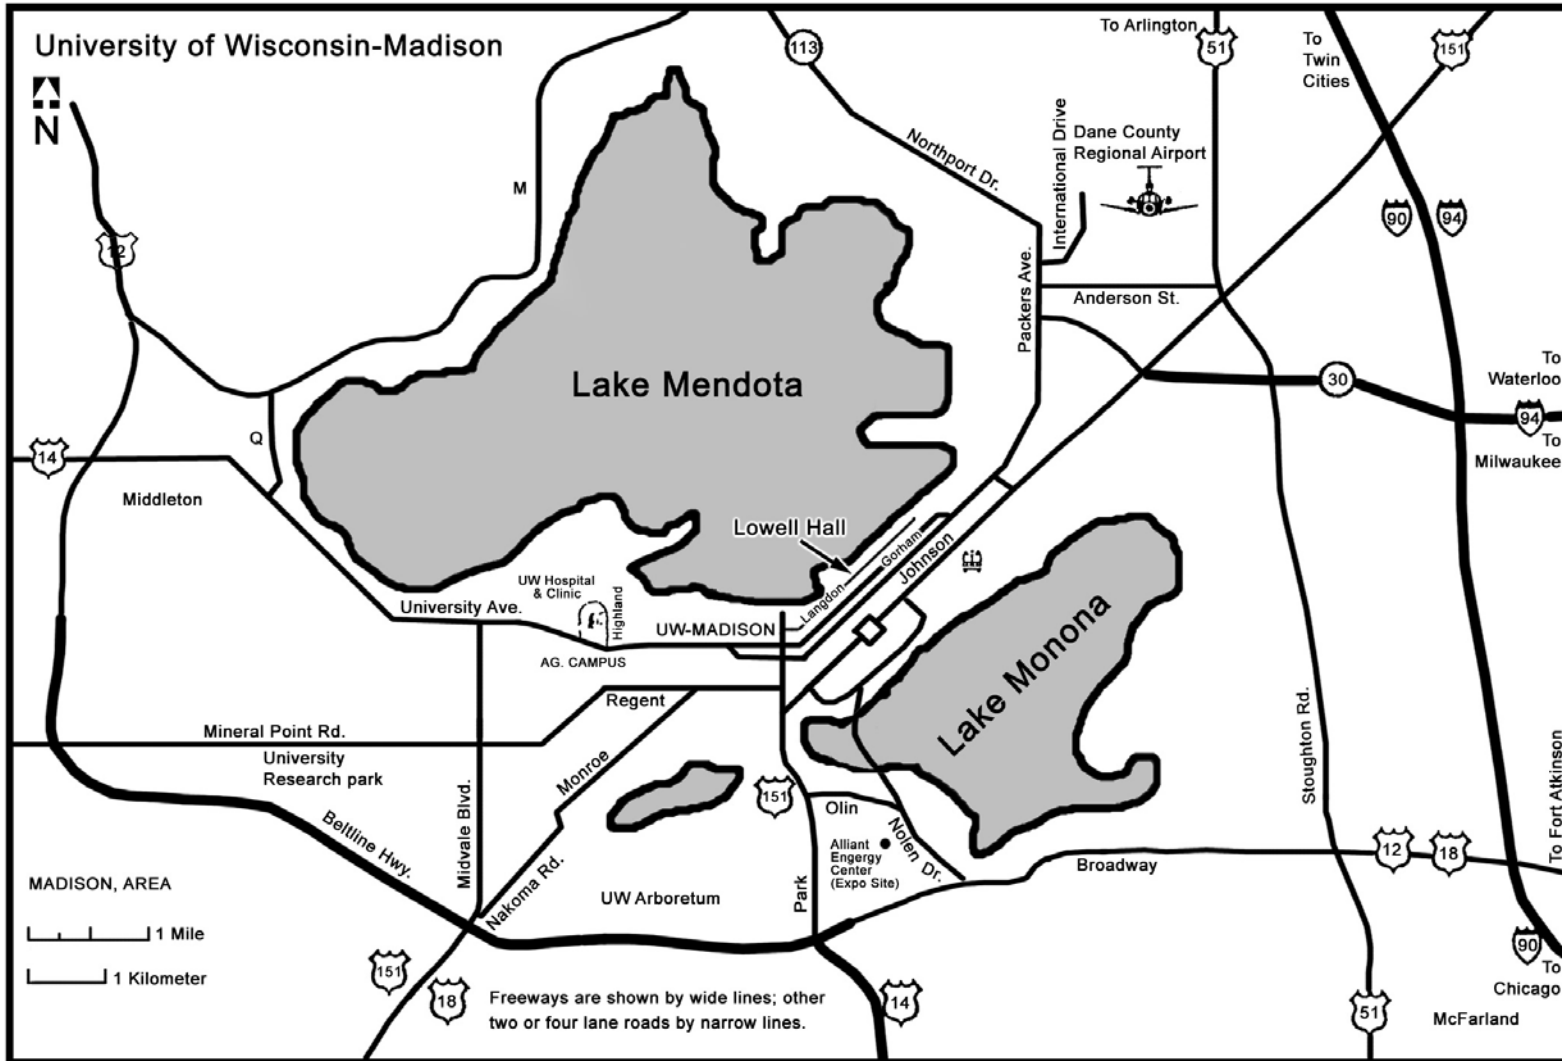 University of Wisconsin-Madison
N
12
M
113
Northport Dr.
To Arlington
51
To
Twin
Cities
151
International Drive
Dane County
Regional Airport
90
94
Packers Ave.
Anderson St.
30
To
Waterloo
94
To
Milwaukee
Lake Mendota
Q
14
Middleton
Lowell Hall
Langdon
Gorham
Johnson
UW Hospital
& Clinic
Highland
University Ave.
UW-MADISON
AG. CAMPUS
Regent
Lake Monona
Mineral Point Rd.
University
Research park
Monroe
Midvale Blvd.
Beltline Hwy.
Nakoma Rd.
UW Arboretum
151
Olin
Nolen Dr.
Alliant
Engergy
Center
(Expo Site)
Park
Broadway
Stoughton Rd.
12
18
To Fort Atkinson
90
To
Chicago
McFarland
51
14
MADISON, AREA
1 Mile
1 Kilometer
151
18
Freeways are shown by wide lines; other
two or four lane roads by narrow lines.